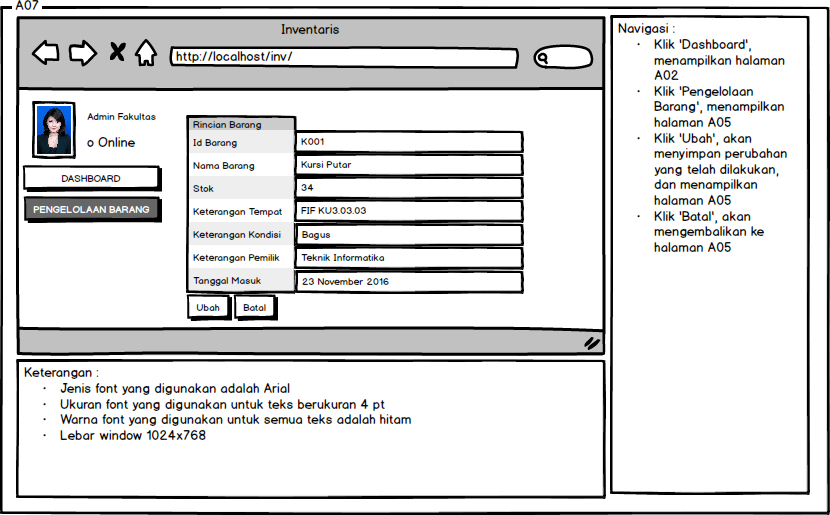 A07
Inventaris
http://localhost/inv/
Admin Fakultas
o Online
DASHBOARD
PENGELOLAAN BARANG
Rincian Barang
Id Barang K001
Nama Barang Kursi Putar
Stok 34
Keterangan Tempat FIF KU3.03.03
Keterangan Kondisi Bagus
Keterangan Pemilik Teknik Informatika
Tanggal Masuk 23 November 2016
Ubah Batal
Navigasi :
· Klik 'Dashboard',
menampilkan halaman
A02
· Klik 'Pengelolaan
Barang', menampilkan
halaman A05
· Klik 'Ubah', akan
menyimpan perubahan
yang telah dilakukan,
dan menampilkan
halaman A05
· Klik 'Batal', akan
mengembalikan ke
halaman A05
Keterangan :
· Jenis font yang digunakan adalah Arial
· Ukuran font yang digunakan untuk teks berukuran 4 pt
· Warna font yang digunakan untuk semua teks adalah hitam
· Lebar window 1024x768